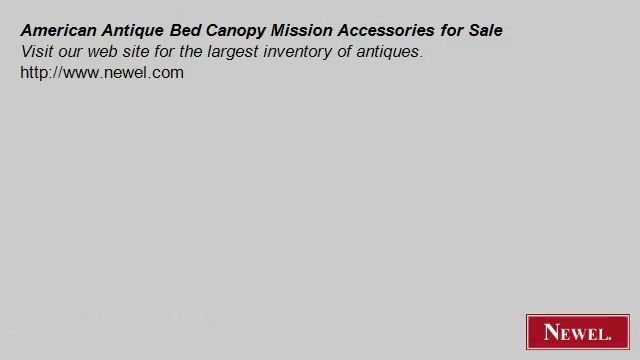 American Antique Bed Canopy Mission Accessories for Sale
Visit our web site for the largest inventory of antiques.
http://www.newel.com
NEWEL.